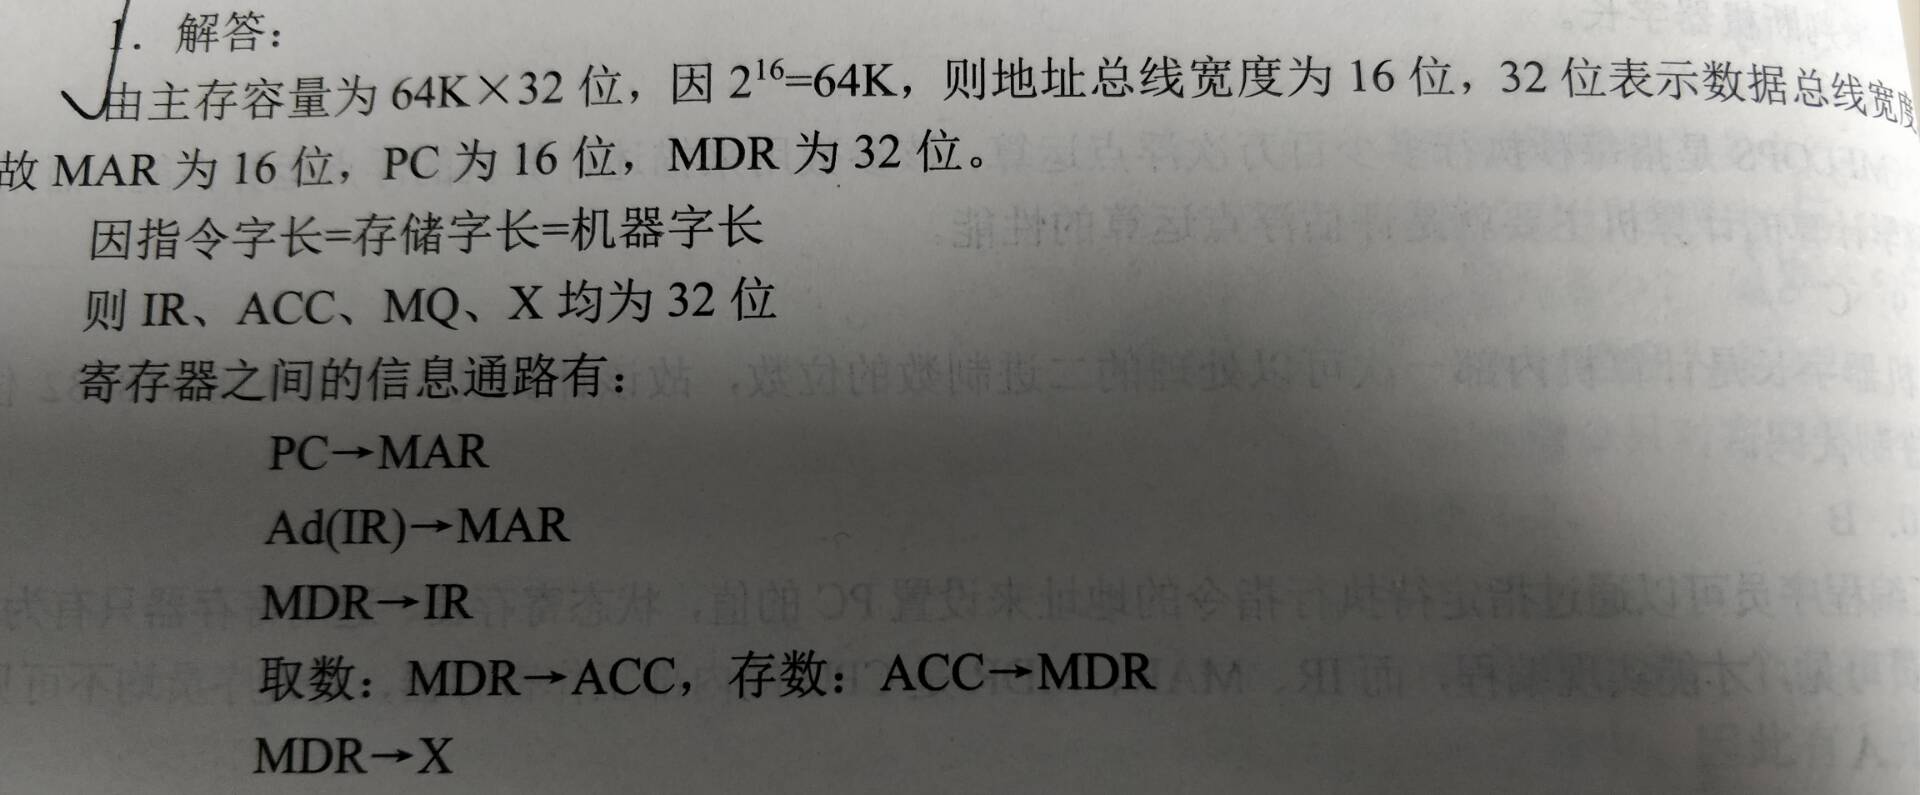 1. 解答：
由主存容量为 64K×32 位，因 2¹⁶=64K，则地址总线宽度为 16 位，32 位表示数据总线宽度
故 MAR 为 16 位，PC 为 16 位，MDR 为 32 位。
因指令字长=存储字长=机器字长
则 IR、ACC、MQ、X 均为 32 位
寄存器之间的信息通路有：
PC→MAR
Ad(IR)→MAR
MDR→IR
取数：MDR→ACC，存数：ACC→MDR
MDR→X